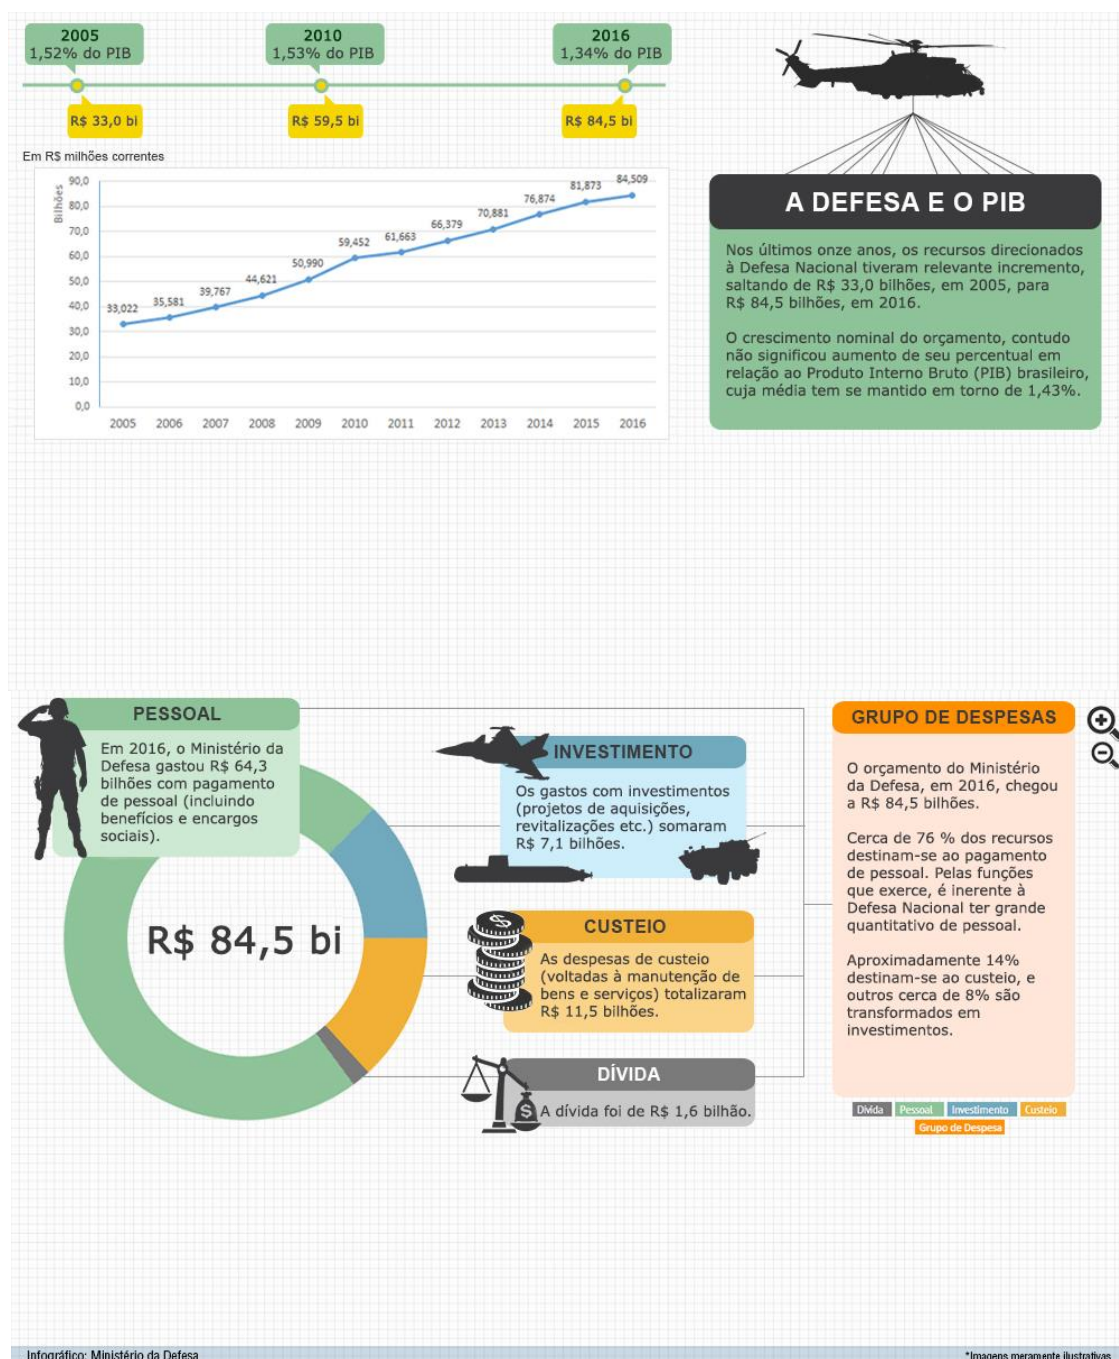 2005
1,52% do PIB
2010
1,53% do PIB
2016
1,34% do PIB
R$ 33,0 bi
R$ 59,5 bi
R$ 84,5 bi
Em R$ milhões correntes
Bilhões
90,0
80,0
70,0
60,0
50,0
40,0
30,0
20,0
10,0
0,0
33,022
35,581
39,767
44,621
50,990
59,452
61,663
66,379
70,881
76,874
81,873
84,509
2005 2006 2007 2008 2009 2010 2011 2012 2013 2014 2015 2016
A DEFESA E O PIB
Nos últimos onze anos, os recursos direcionados
à Defesa Nacional tiveram relevante incremento,
saltando de R$ 33,0 bilhões, em 2005, para
R$ 84,5 bilhões, em 2016.
O crescimento nominal do orçamento, contudo
não significou aumento de seu percentual em
relação ao Produto Interno Bruto (PIB) brasileiro,
cuja média tem se mantido em torno de 1,43%.
PESSOAL
Em 2016, o Ministério da
Defesa gastou R$ 64,3
bilhões com pagamento
de pessoal (incluindo
benefícios e encargos
sociais).
R$ 84,5 bi
INVESTIMENTO
Os gastos com investimentos
(projetos de aquisições,
revitalizações etc.) somaram
R$ 7,1 bilhões.
CUSTEIO
As despesas de custeio
(voltadas à manutenção de
bens e serviços) totalizaram
R$ 11,5 bilhões.
DÍVIDA
A dívida foi de R$ 1,6 bilhão.
GRUPO DE DESPESAS
O orçamento do Ministério
da Defesa, em 2016, chegou
a R$ 84,5 bilhões.
Cerca de 76 % dos recursos
destinam-se ao pagamento
de pessoal. Pelas funções
que exerce, é inerente à
Defesa Nacional ter grande
quantitativo de pessoal.
Aproximadamente 14%
destinam-se ao custeio, e
outros cerca de 8% são
transformados em
investimentos.
Dívida Pessoal Investimento Custeio
Grupo de Despesa
Infográfico: Ministério da Defesa
*Imagens meramente ilustrativas